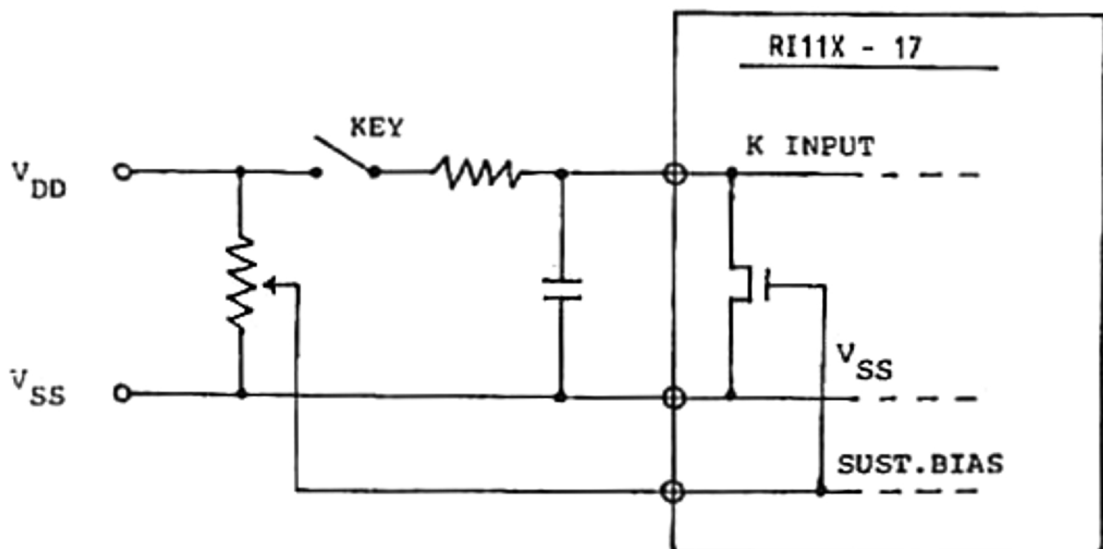 RI11X - 17
KEY
K INPUT
VDD
VSS
VSS
SUST.BIAS